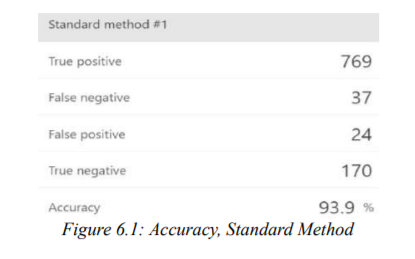 Standard method #1
True positive 769
False negative 37
False positive 24
True negative 170
Accuracy 93.9 %
Figure 6.1: Accuracy, Standard Method